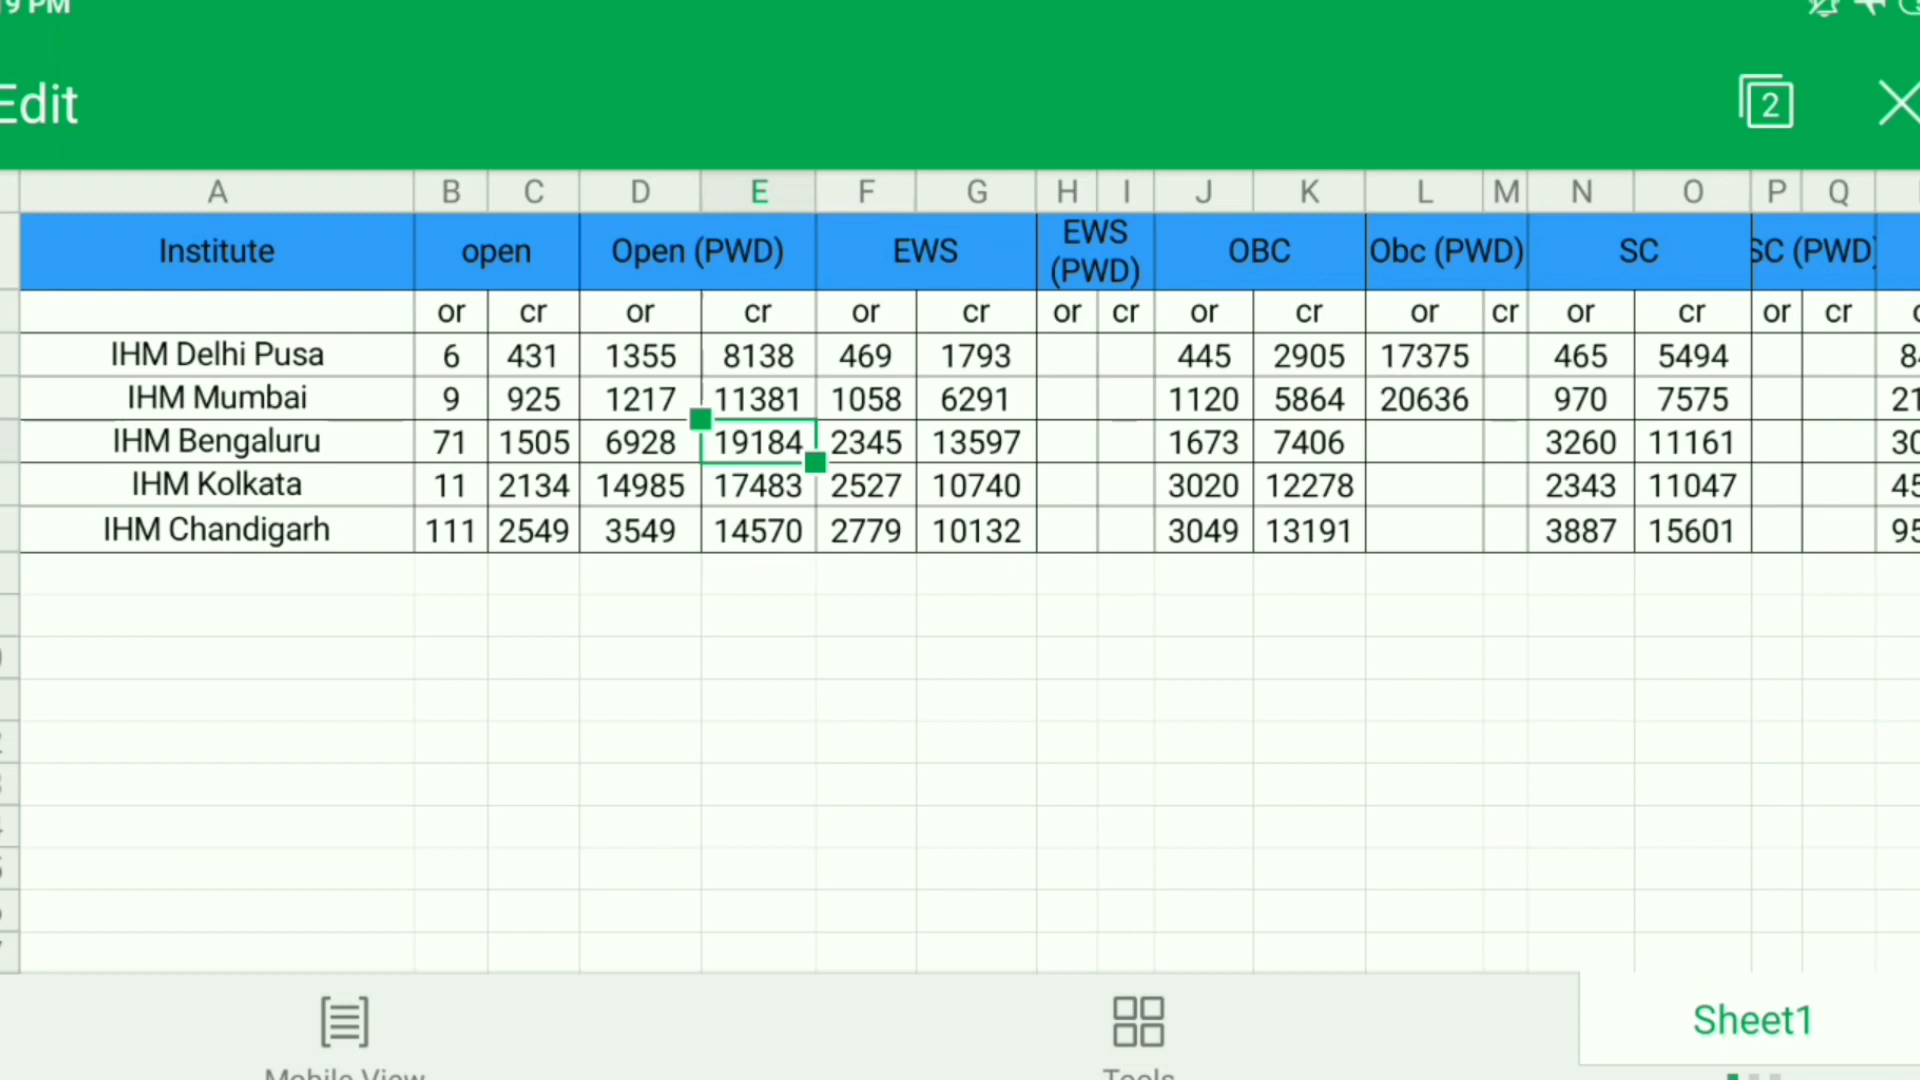 9 PM
Edit
2
A B C D E F G H I J K L M N O P Q
Institute open Open (PWD) EWS EWS (PWD) OBC Obc (PWD) SC SC (PWD)
or cr or cr or cr or cr or cr or cr or cr or cr
IHM Delhi Pusa 6 431 1355 8138 469 1793 445 2905 17375 465 5494
IHM Mumbai 9 925 1217 11381 1058 6291 1120 5864 20636 970 7575
IHM Bengaluru 71 1505 6928 19184 2345 13597 1673 7406 3260 11161
IHM Kolkata 11 2134 14985 17483 2527 10740 3020 12278 2343 11047
IHM Chandigarh 111 2549 3549 14570 2779 10132 3049 13191 3887 15601
Sheet1
Mobile View Tools